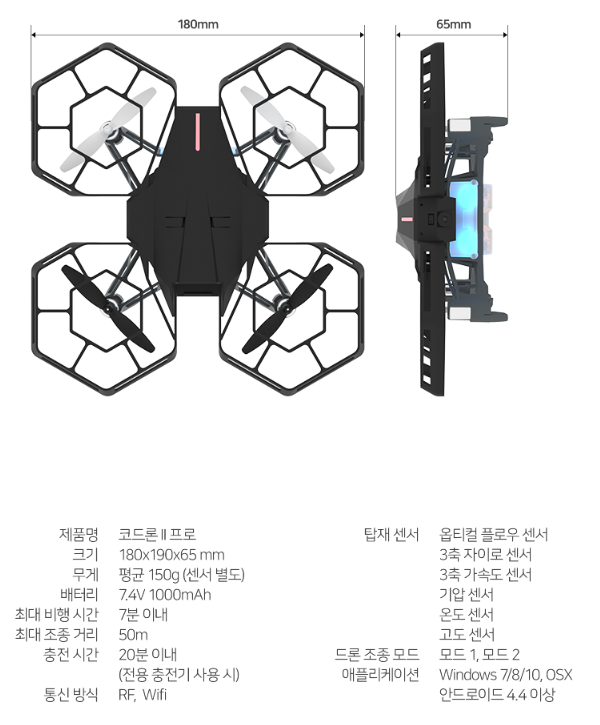 180mm
65mm
제품명 코드론 II 프로
크기 180x190x65 mm
무게 평균 150g (센서 별도)
배터리 7.4V 1000mAh
최대 비행 시간 7분 이내
최대 조종 거리 50m
충전 시간 20분 이내
(전용 충전기 사용 시)
통신 방식 RF, Wifi
탑재 센서 옵티컬 플로우 센서
3축 자이로 센서
3축 가속도 센서
기압 센서
온도 센서
고도 센서
드론 조종 모드 모드 1, 모드 2
애플리케이션 Windows 7/8/10, OSX
안드로이드 4.4 이상